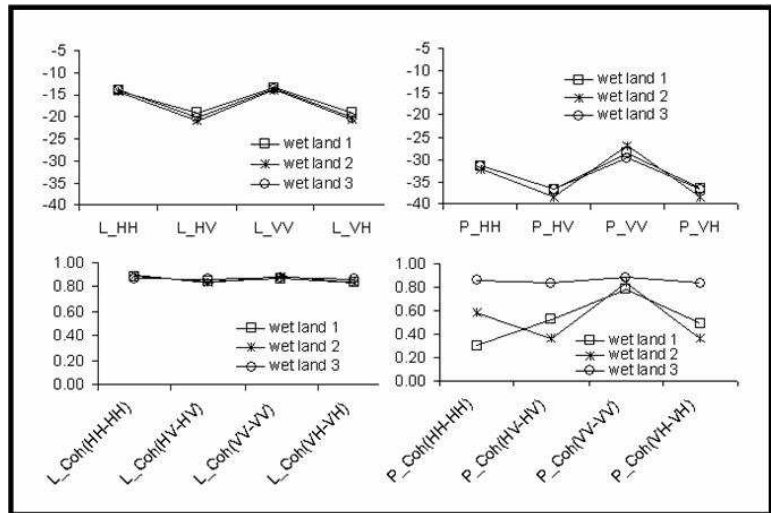 -5
-10
-15
-20
-25
-30
-35
-40
wet land 1
wet land 2
wet land 3
L_HH
L_HV
L_VV
L_VH
-5
-10
-15
-20
-25
-30
-35
-40
wet land 1
wet land 2
wet land 3
P_HH
P_HV
P_VV
P_VH
1.00
0.80
0.60
0.40
0.20
0.00
wet land 1
wet land 2
wet land 3
L_Coh(HH-HH)
L_Coh(HV-HV)
L_Coh(VV-VV)
L_Coh(VH-VH)
1.00
0.80
0.60
0.40
0.20
0.00
wet land 1
wet land 2
wet land 3
P_Coh(HH-HH)
P_Coh(HV-HV)
P_Coh(VV-VV)
P_Coh(VH-VH)